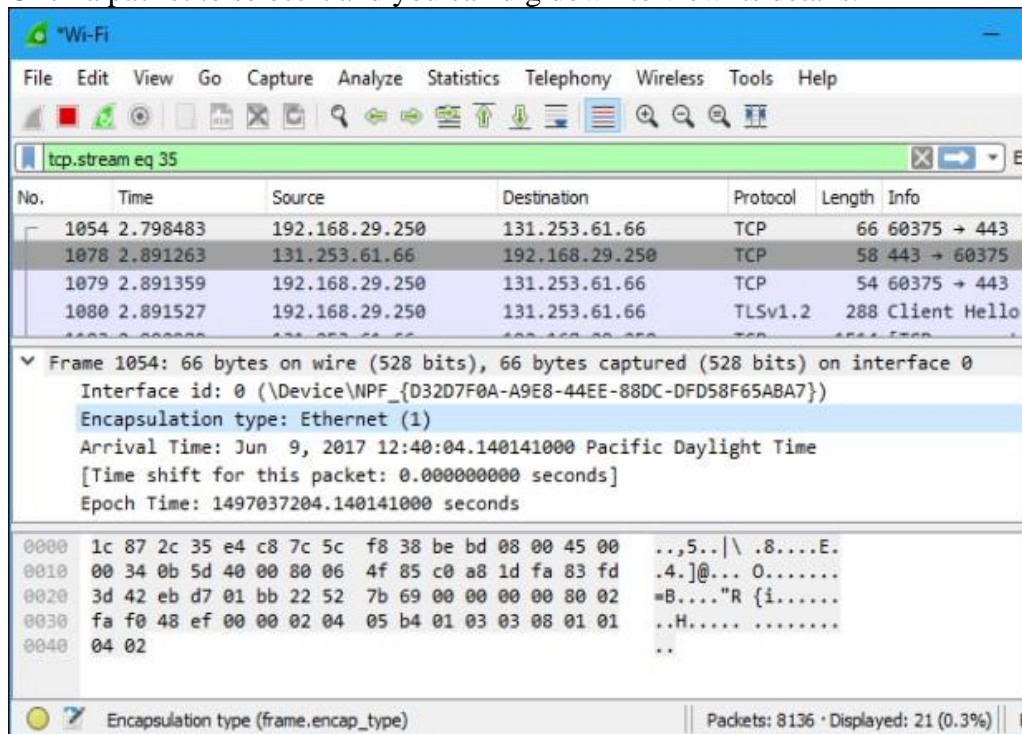 *Wi-Fi
File Edit View Go Capture Analyze Statistics Telephony Wireless Tools Help
tcp.stream eq 35
No. Time Source Destination Protocol Length Info
1054 2.798483 192.168.29.250 131.253.61.66 TCP 66 60375 → 443
1078 2.891263 131.253.61.66 192.168.29.250 TCP 58 443 → 60375
1079 2.891359 192.168.29.250 131.253.61.66 TCP 54 60375 → 443
1080 2.891527 192.168.29.250 131.253.61.66 TLSv1.2 288 Client Hello
Frame 1054: 66 bytes on wire (528 bits), 66 bytes captured (528 bits) on interface 0
Interface id: 0 (\Device\NPF_{D32D7F0A-A9E8-44EE-88DC-DFD58F65ABA7})
Encapsulation type: Ethernet (1)
Arrival Time: Jun 9, 2017 12:40:04.140141000 Pacific Daylight Time
[Time shift for this packet: 0.000000000 seconds]
Epoch Time: 1497037204.140141000 seconds
0000 1c 87 2c 35 e4 c8 7c 5c f8 38 be bd 08 00 45 00 ..,5..|\ .8....E.
0010 00 34 0b 5d 40 00 80 06 4f 85 c0 a8 1d fa 83 fd .4.]@... O.......
0020 3d 42 eb d7 01 bb 22 52 7b 69 00 00 00 00 80 02 =B...."R {i......
0030 fa f0 48 ef 00 00 02 04 05 b4 01 03 03 08 01 01 ..H..... ........
0040 04 02 ..
Encapsulation type (frame.encap_type) Packets: 8136 · Displayed: 21 (0.3%)